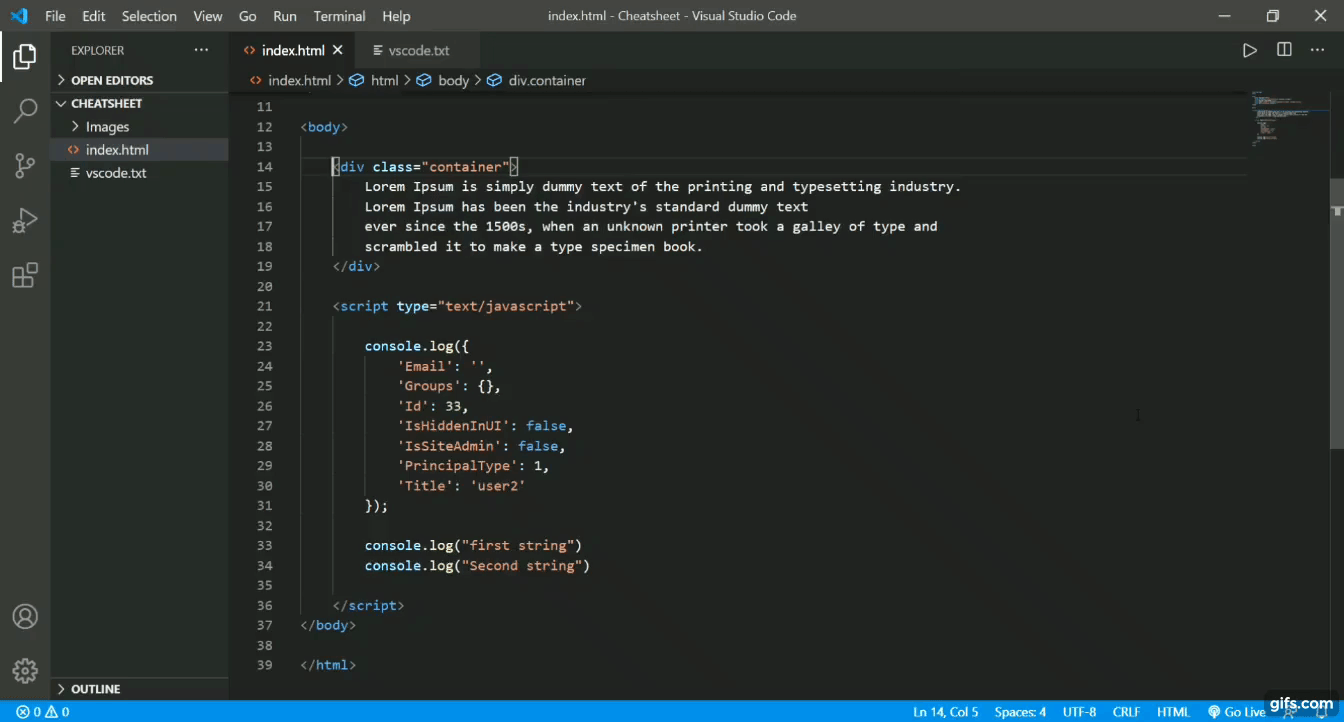 File Edit Selection View Go Run Terminal Help index.html - Cheatsheet - Visual Studio Code
EXPLORER
OPEN EDITORS
CHEATSHEET
Images
index.html
vscode.txt
OUTLINE
index.html vscode.txt
index.html > html > body > div.container
11
12 <body>
13
14 <div class="container">
15 Lorem Ipsum is simply dummy text of the printing and typesetting industry.
16 Lorem Ipsum has been the industry's standard dummy text
17 ever since the 1500s, when an unknown printer took a galley of type and
18 scrambled it to make a type specimen book.
19 </div>
20
21 <script type="text/javascript">
22
23 console.log({
24 'Email': '',
25 'Groups': {},
26 'Id': 33,
27 'IsHiddenInUI': false,
28 'IsSiteAdmin': false,
29 'PrincipalType': 1,
30 'Title': 'user2'
31 });
32
33 console.log("first string")
34 console.log("Second string")
35
36 </script>
37 </body>
38
39 </html>
0 0 Ln 14, Col 5 Spaces: 4 UTF-8 CRLF HTML Go Live
gifs.com